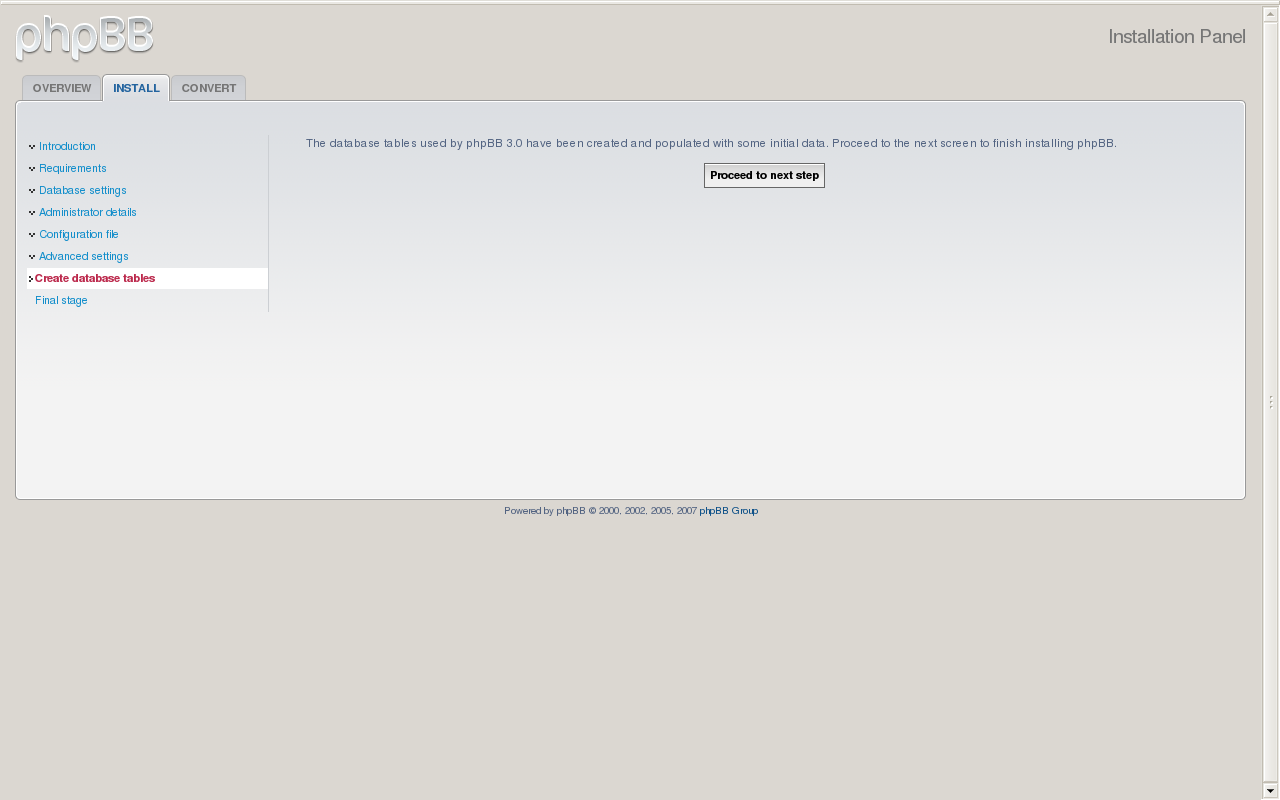 phpBB
Installation Panel
OVERVIEW
INSTALL
CONVERT
Introduction
Requirements
Database settings
Administrator details
Configuration file
Advanced settings
Create database tables
Final stage
The database tables used by phpBB 3.0 have been created and populated with some initial data. Proceed to the next screen to finish installing phpBB.
Proceed to next step
Powered by phpBB © 2000, 2002, 2005, 2007 phpBB Group